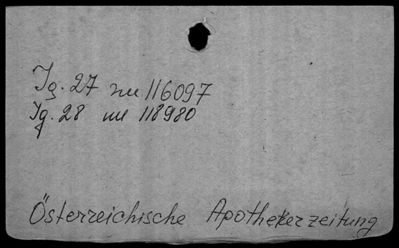 Jg. 27 zu 116097
Jg. 28 zu 118980
Österreichische Apothekerzeitung